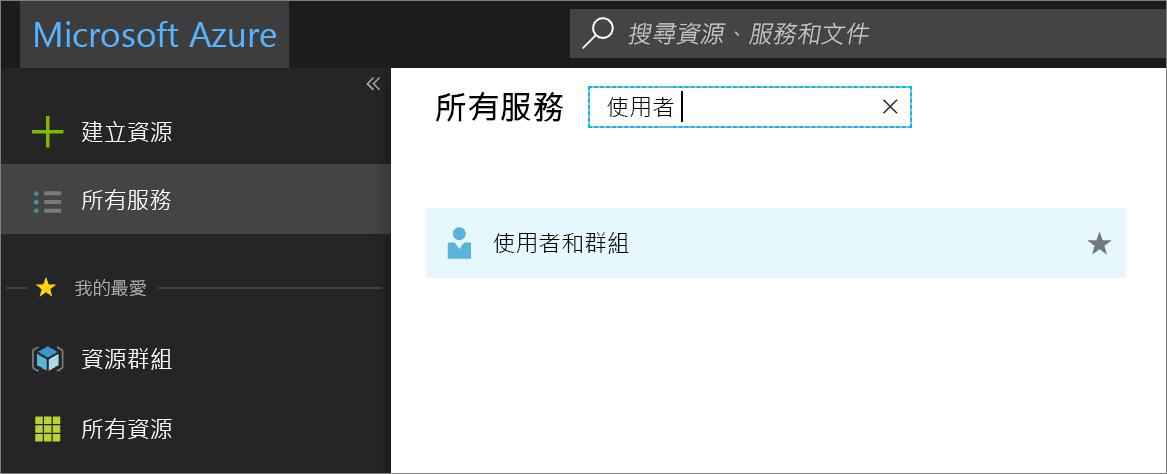 Microsoft Azure
搜尋資源、服務和文件
建立資源
所有服務
我的最愛
資源群組
所有資源
所有服務
使用者
使用者和群組